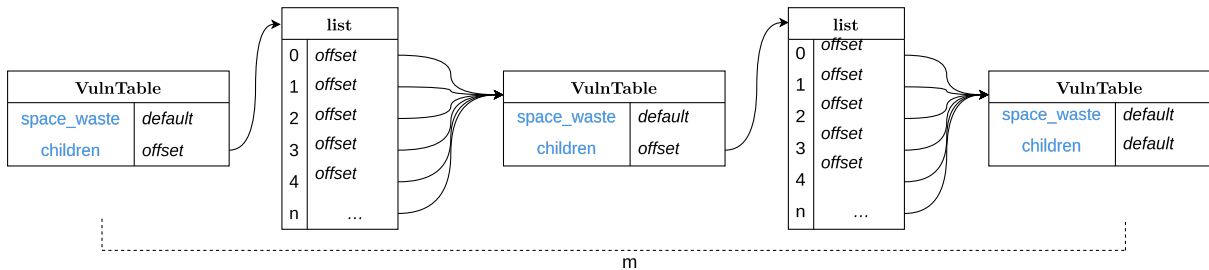 VulnTable
space_waste default
children offset
list
0 offset
1 offset
2 offset
3 offset
4 offset
n ...
VulnTable
space_waste default
children offset
list
0 offset
1 offset
2 offset
3 offset
4 offset
n ...
VulnTable
space_waste default
children default
m